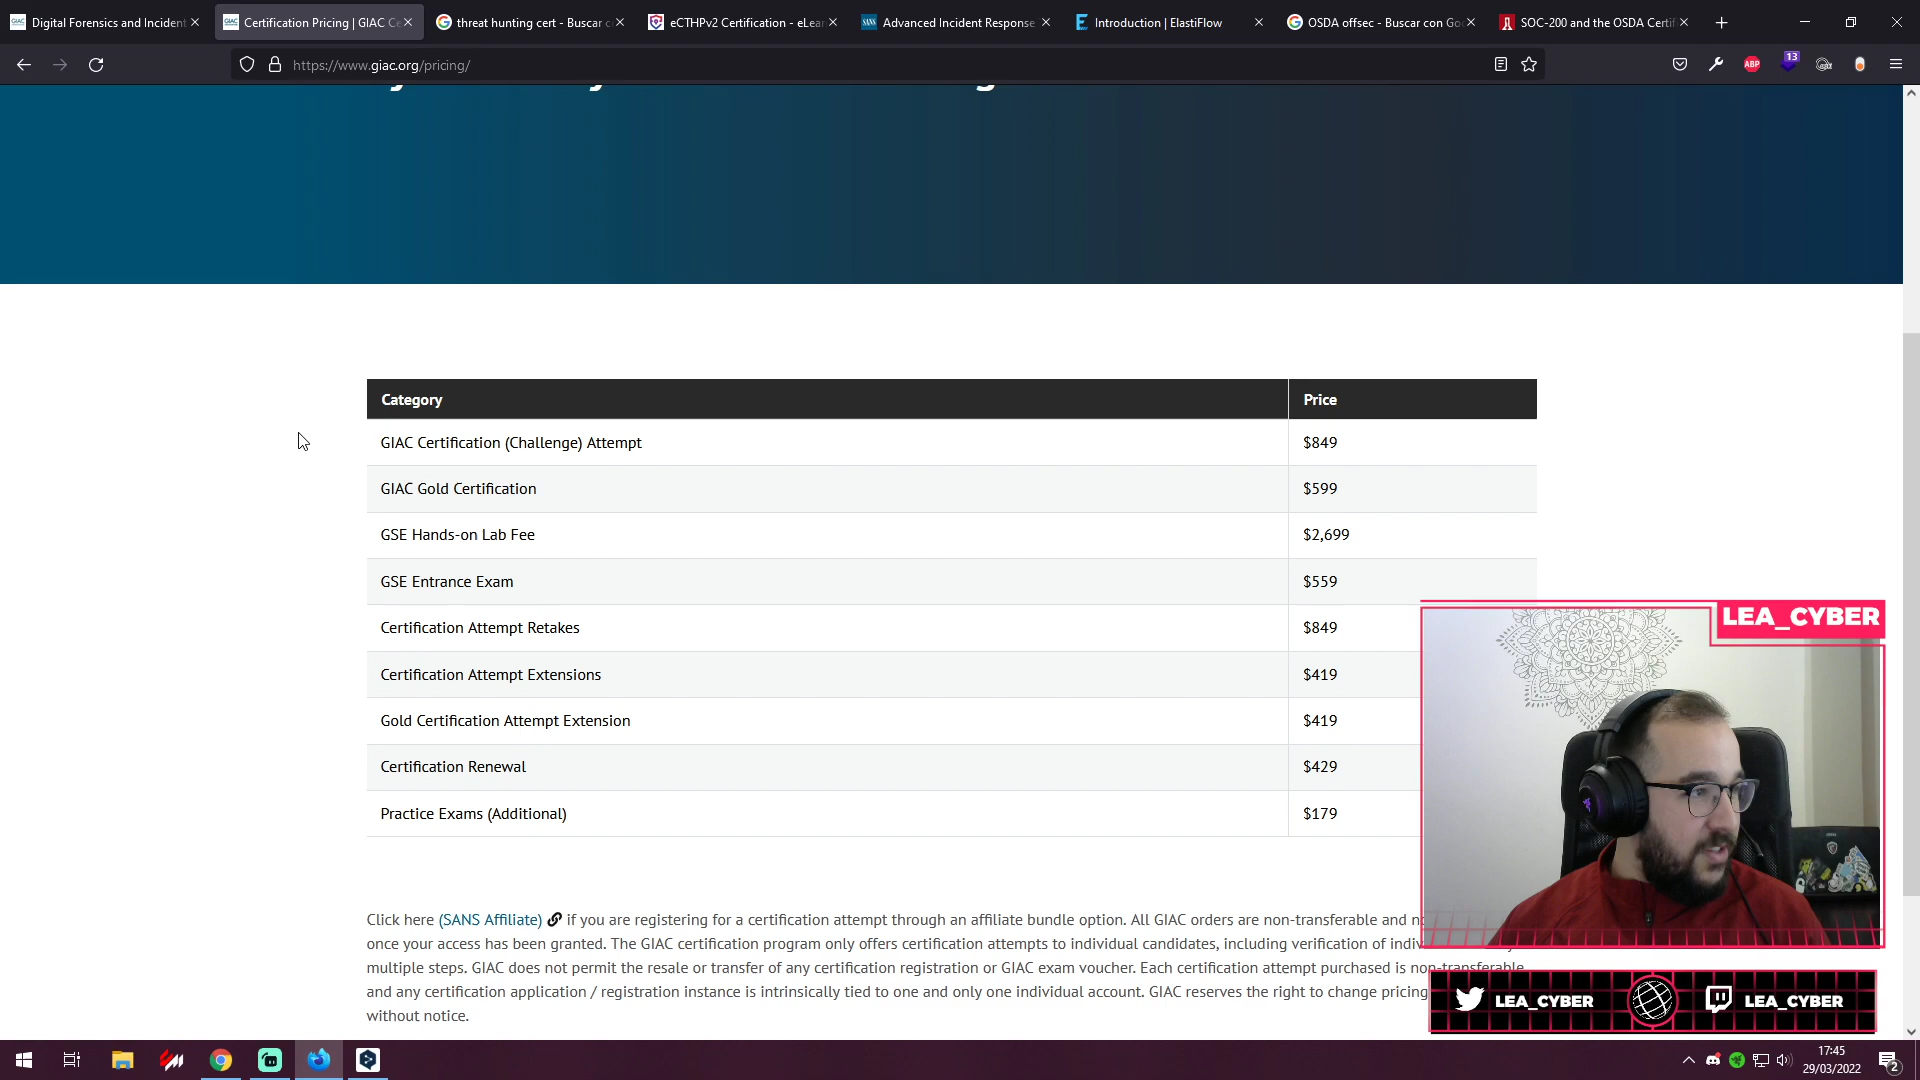 Digital Forensics and Incident
Certification Pricing | GIAC Ce
threat hunting cert - Buscar c
eCTHPv2 Certification - eLear
Advanced Incident Response
Introduction | ElastiFlow
OSDA offsec - Buscar con Go
SOC-200 and the OSDA Certif
https://www.giac.org/pricing/
ABP
13
Category Price
GIAC Certification (Challenge) Attempt $849
GIAC Gold Certification $599
GSE Hands-on Lab Fee $2,699
GSE Entrance Exam $559
Certification Attempt Retakes $849
Certification Attempt Extensions $419
Gold Certification Attempt Extension $419
Certification Renewal $429
Practice Exams (Additional) $179
Click here (SANS Affiliate) if you are registering for a certification attempt through an affiliate bundle option. All GIAC orders are non-transferable and
once your access has been granted. The GIAC certification program only offers certification attempts to individual candidates, including verification of
multiple steps. GIAC does not permit the resale or transfer of any certification registration or GIAC exam voucher. Each certification attempt purchased is non-transferable
and any certification application / registration instance is intrinsically tied to one and only one individual account. GIAC reserves the right to change pricing
without notice.
LEA_CYBER
LEA_CYBER
LEA_CYBER
17:45
29/03/2022
2